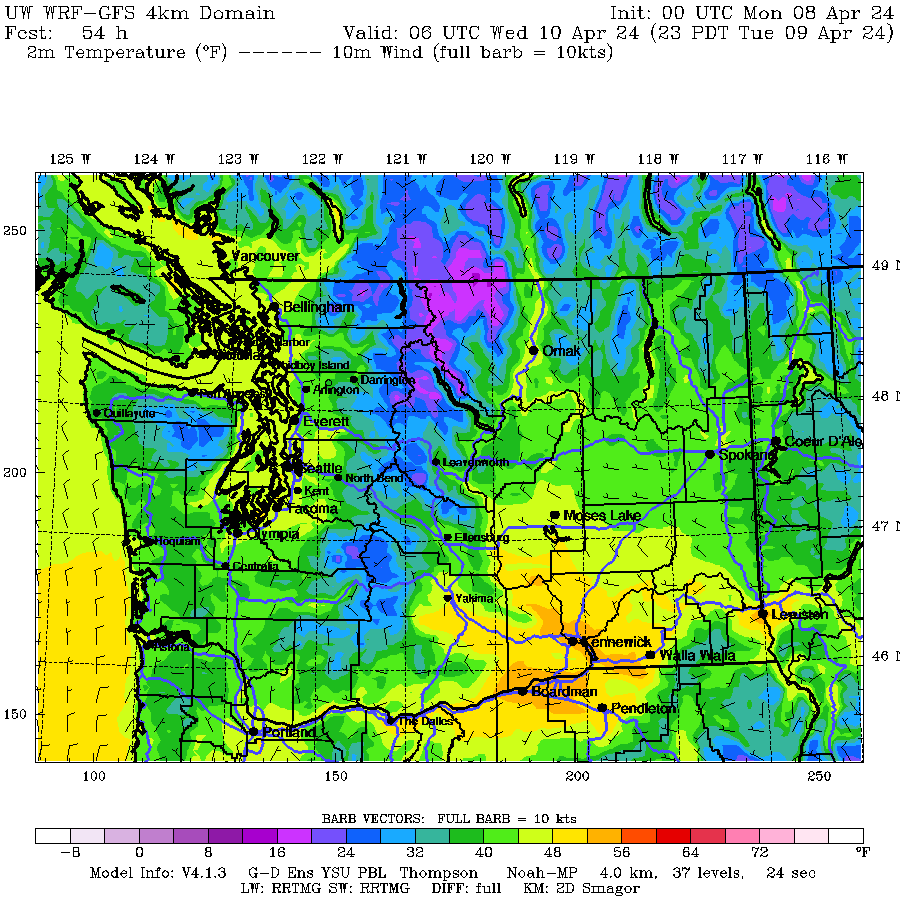 UW WRF-GFS 4km Domain Init: 00 UTC Mon 08 Apr 24
Fcst: 54 h Valid: 06 UTC Wed 10 Apr 24 (23 PDT Tue 09 Apr 24)
2m Temperature (°F) ------ 10m Wind (full barb = 10kts)
125 W 124 W 123 W 122 W 121 W 120 W 119 W 118 W 117 W 116 W
250
Vancouver
49 N
Bellingham
Harbor
Omak
Whidbey Island
Darrington
Arlington
48 N
Quillayute
Everett
Coeur D'Ale
Spokane
Leavenworth
200
Seattle
North Bend
Kent
Tacoma
Moses Lake
47 N
Olympia
Ellensburg
Hoquiam
Centralia
Yakima
Lewiston
Kennewick
Astoria
Walla Walla
46 N
Boardman
Pendleton
150
The Dalles
Portland
100 150 200 250
BARB VECTORS: FULL BARB = 10 kts
-8 0 8 16 24 32 40 48 56 64 72 °F
Model Info: V4.1.3 G-D Ens YSU PBL Thompson Noah-MP 4.0 km, 37 levels, 24 sec
LW: RRTMG SW: RRTMG DIFF: full KM: 2D Smagor